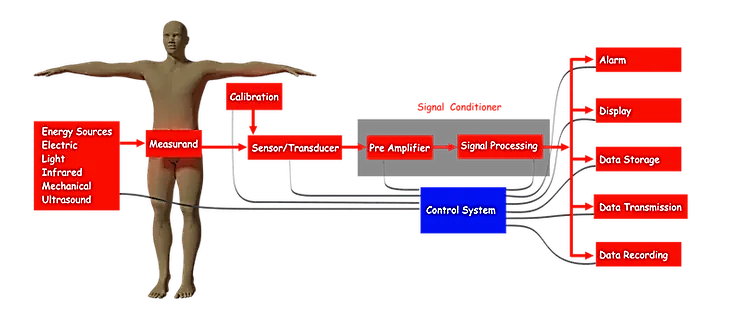 Energy Sources
Electric
Light
Infrared
Mechanical
Ultrasound
Measurand
Calibration
Sensor/Transducer
Signal Conditioner
Pre Amplifier
Signal Processing
Control System
Alarm
Display
Data Storage
Data Transmission
Data Recording